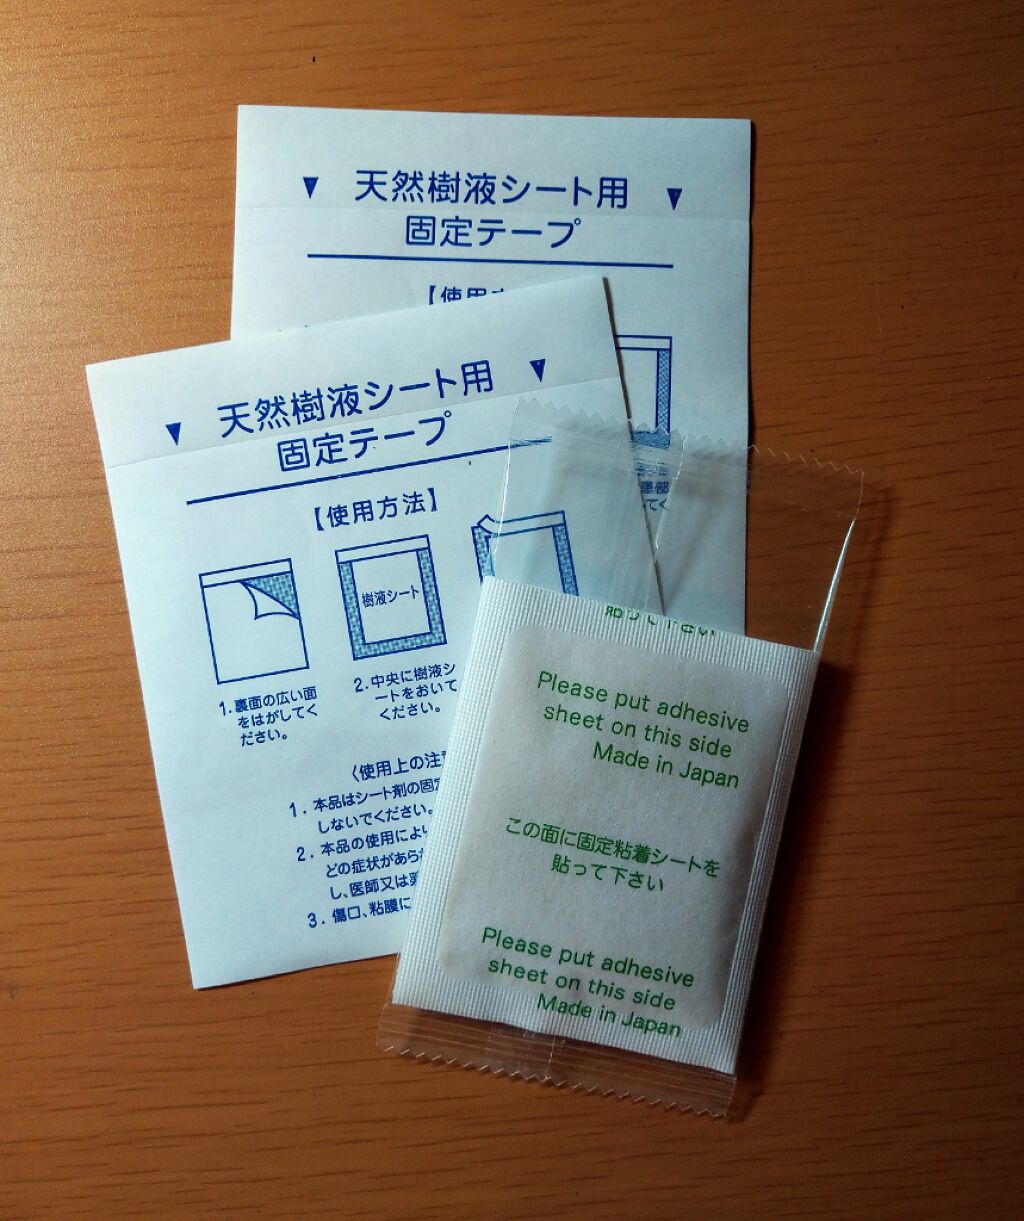 ▼ 天然樹液シート用 ▼
固定テープ
【使用
▼ 天然樹液シート用 ▼
固定テープ
【使用方法】
樹液シート
1.裏面の広い面
をはがしてく
ださい。
2.中央に樹液シ
ートをおいて
ください。
〈使用上の注
1. 本品はシート剤の固
しないでください。
2. 本品の使用によ
どの症状があら
し、医師又は
3. 傷口、粘膜に
貼って下さい
Please put adhesive
sheet on this side
Made in Japan
この面に固定粘着シートを
貼って下さい
Please put adhesive
sheet on this side
Made in Japan